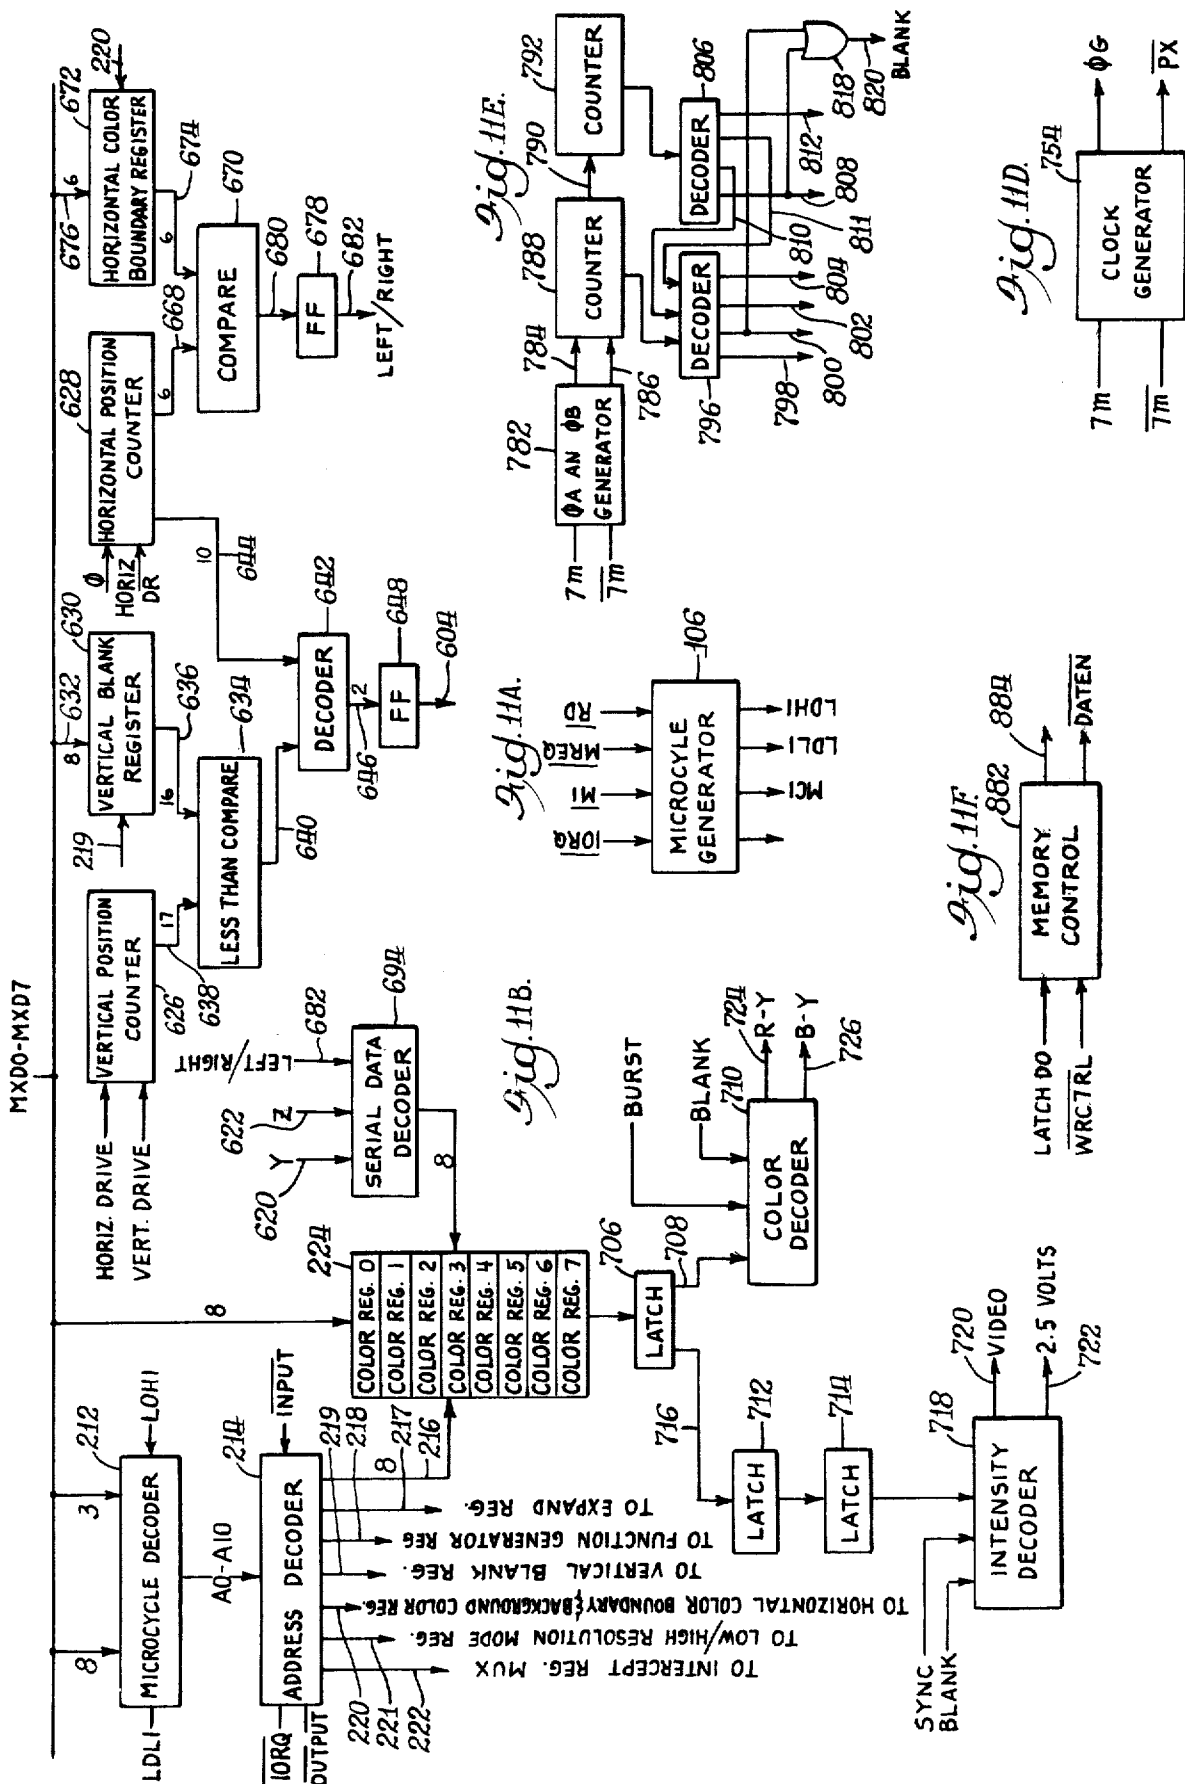 MXD0-MXD7
HORIZ. DRIVE
VERT. DRIVE
VERTICAL POSITION
COUNTER
626
638
17
219
8
632
630
VERTICAL BLANK
REGISTER
636
16
LESS THAN COMPARE
634
640
Φ
HORIZ
DR
628
HORIZONTAL POSITION
COUNTER
10
644
6
668
676
6
672
220
HORIZONTAL COLOR
BOUNDARY REGISTER
674
6
COMPARE
670
680
FF
678
682
LEFT/RIGHT
DECODER
642
646
2
FF
648
604
8
3
212
LDLI
MICROCYCLE DECODER
LOHI
A0-A10
214
IORQ
OUTPUT
ADDRESS DECODER
INPUT
219
218
217
216
8
220
221
222
TO EXPAND REG.
TO FUNCTION GENERATOR REG
TO VERTICAL BLANK REG.
TO HORIZONTAL COLOR BOUNDARY & BACKGROUND COLOR REG.
TO LOW/HIGH RESOLUTION MODE REG.
TO INTERCEPT REG. MUX
8
224
COLOR REG. 0
COLOR REG. 1
COLOR REG. 2
COLOR REG. 3
COLOR REG. 4
COLOR REG. 5
COLOR REG. 6
COLOR REG. 7
620
Y
622
Z
LEFT/RIGHT
682
SERIAL DATA
DECODER
694
8
Fig. 11B.
LATCH
706
708
716
BURST
BLANK
710
COLOR
DECODER
724
R-Y
B-Y
726
LATCH
712
LATCH
714
SYNC
BLANK
718
INTENSITY
DECODER
720
VIDEO
2.5 VOLTS
722
Fig. 11A.
IORQ
MI
MREQ
RD
MICROCYLE
GENERATOR
106
MCI
LDLI
LDHI
Fig. 11E.
7m
7m
782
ΦA AN ΦB
GENERATOR
784
786
788
COUNTER
790
792
COUNTER
796
DECODER
798
800
802
804
806
DECODER
810
811
808
812
818
820
BLANK
Fig. 11F.
LATCH DO
WRC.7RL
MEMORY
CONTROL
882
884
DATEN
Fig. 11D.
7m
7m
CLOCK
GENERATOR
754
ΦG
PX